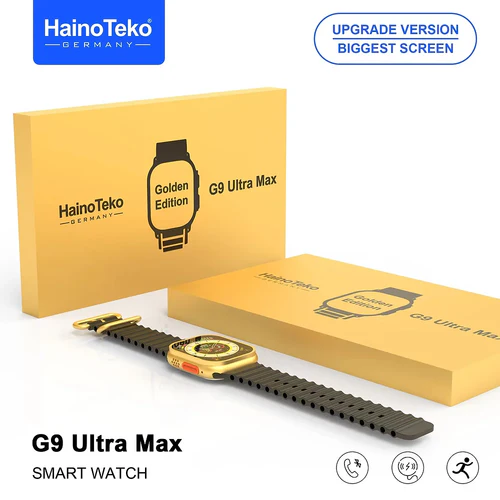 HainoTeko
GERMANY
UPGRADE VERSION
BIGGEST SCREEN
HainoTeko
GERMANY
Golden
Edition
G9 Ultra Max
HainoTeko
GERMANY
Golden
Edition
G9 Ultra Max
G9 Ultra Max
SMART WATCH